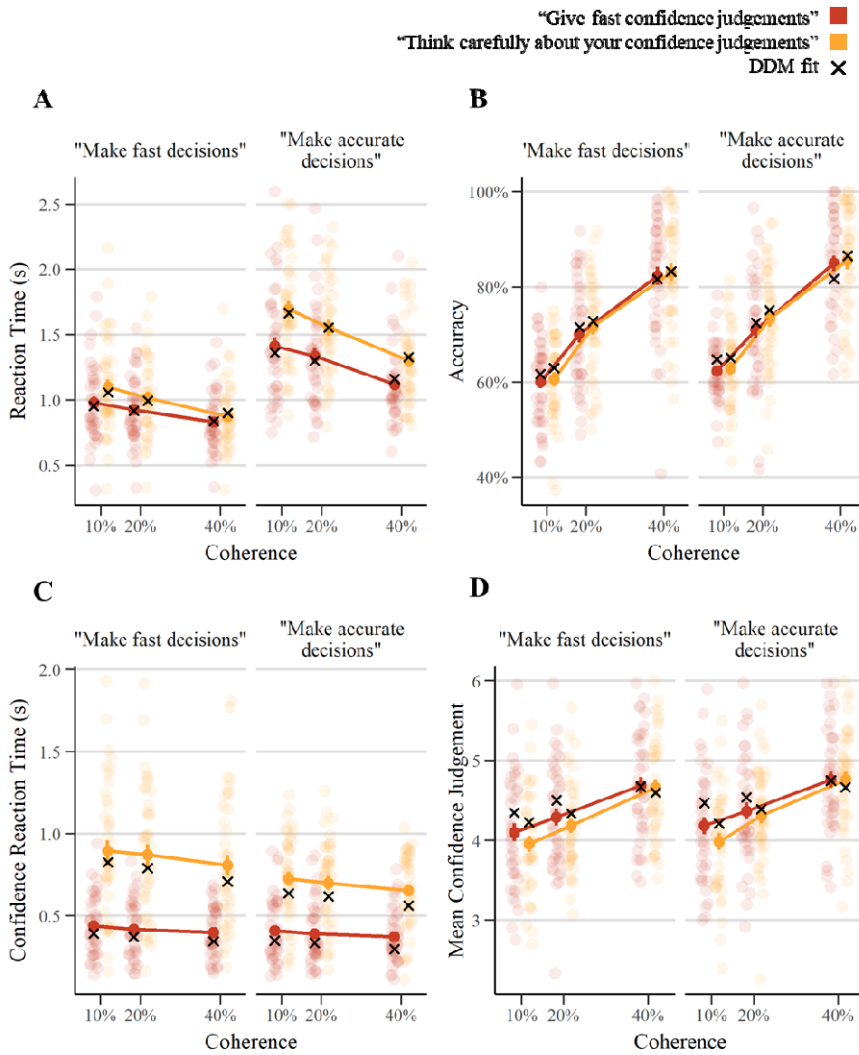 “Give fast confidence judgements”
“Think carefully about your confidence judgements”
DDM fit
A
"Make fast decisions"
"Make accurate
decisions"
Reaction Time (s)
2.5
2.0
1.5
1.0
0.5
10%
20%
40%
10%
20%
40%
Coherence
B
'Make fast decisions"
"Make accurate
decisions"
Accuracy
100%
80%
60%
40%
10%
20%
40%
10%
20%
40%
Coherence
C
"Make fast decisions"
"Make accurate
decisions"
Confidence Reaction Time (s)
2.0
1.5
1.0
0.5
10%
20%
40%
10%
20%
40%
Coherence
D
"Make fast decisions"
"Make accurate
decisions"
Mean Confidence Judgement
6
5
4
3
10%
20%
40%
10%
20%
40%
Coherence